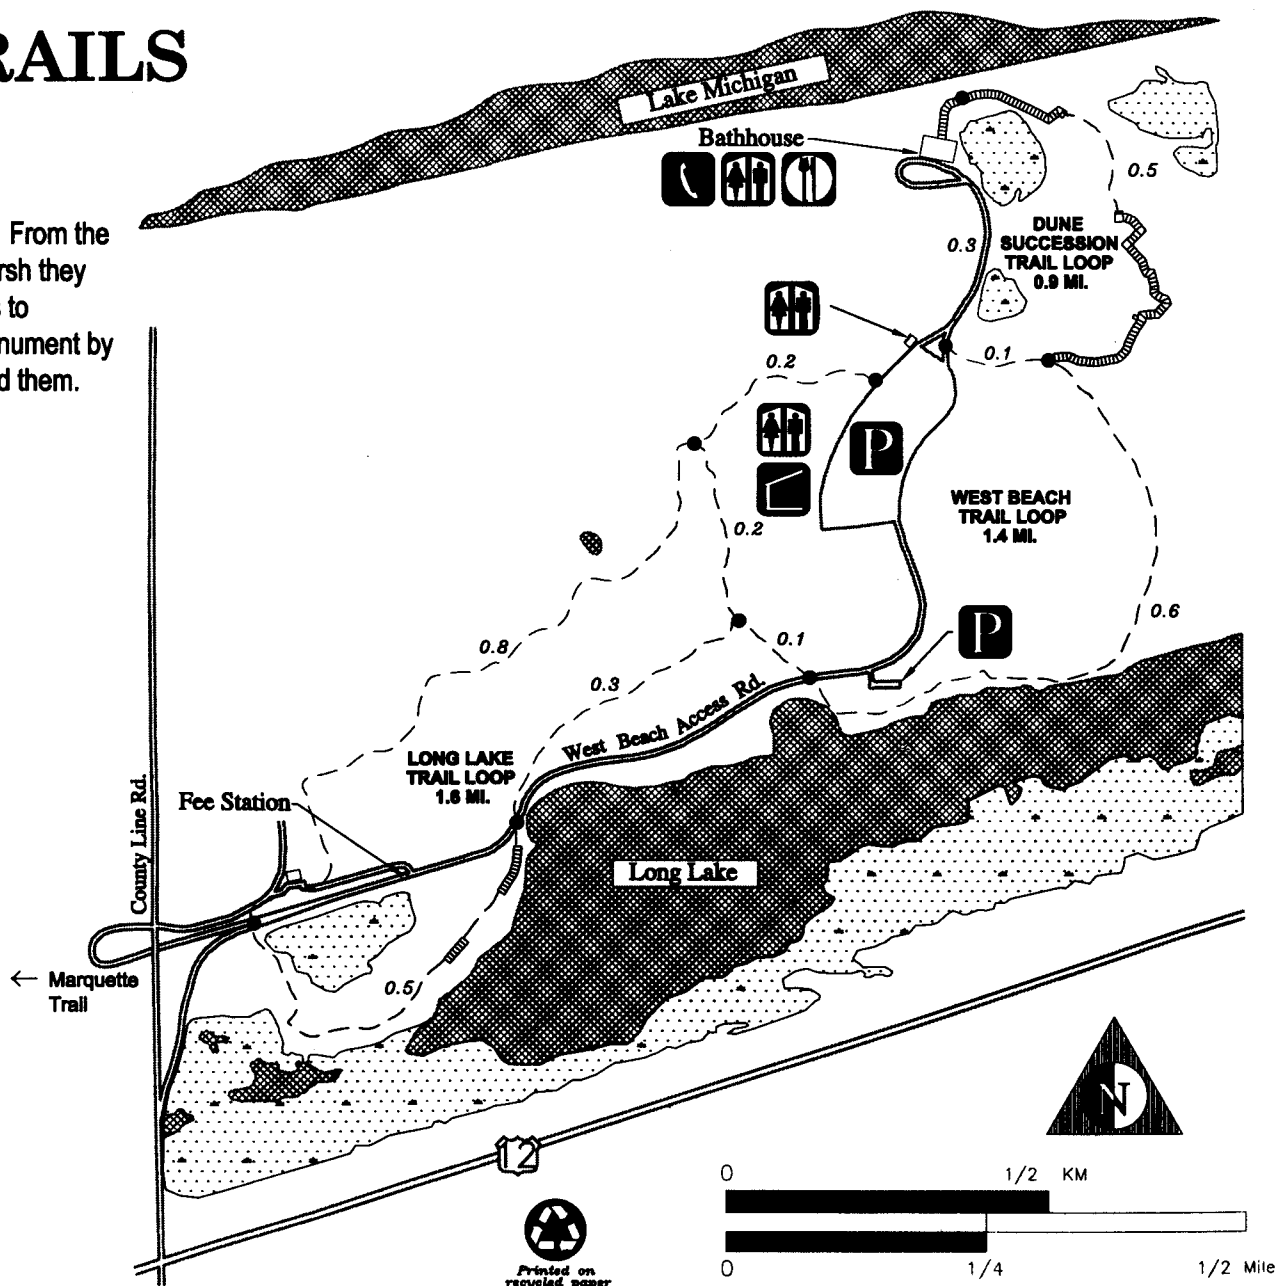 RAILS
Lake Michigan
Bathhouse
From the
rsh they
s to
nument by
d them.
0.5
DUNE
SUCCESSION
TRAIL LOOP
0.9 MI.
0.3
0.1
0.2
P
WEST BEACH
TRAIL LOOP
1.4 MI.
0.2
0.6
P
0.8
0.1
0.3
West Beach Access Rd.
LONG LAKE
TRAIL LOOP
1.6 MI.
County Line Rd.
Fee Station
Long Lake
← Marquette
Trail
0.5
N
12
0 1/2 KM
0 1/4 1/2 Mile
Printed on
recycled paper